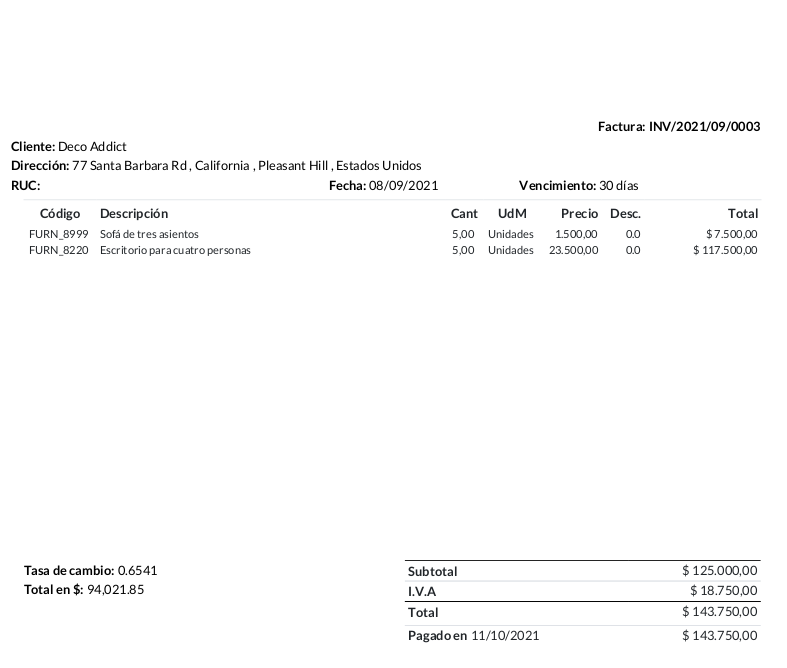 Factura: INV/2021/09/0003
Cliente: Deco Addict
Dirección: 77 Santa Barbara Rd , California , Pleasant Hill , Estados Unidos
RUC: Fecha: 08/09/2021 Vencimiento: 30 días
Código Descripción Cant UdM Precio Desc. Total
FURN_8999 Sofá de tres asientos 5,00 Unidades 1.500,00 0.0 $ 7.500,00
FURN_8220 Escritorio para cuatro personas 5,00 Unidades 23.500,00 0.0 $ 117.500,00
Tasa de cambio: 0.6541
Total en $: 94,021.85
Subtotal $ 125.000,00
I.V.A $ 18.750,00
Total $ 143.750,00
Pagado en 11/10/2021 $ 143.750,00